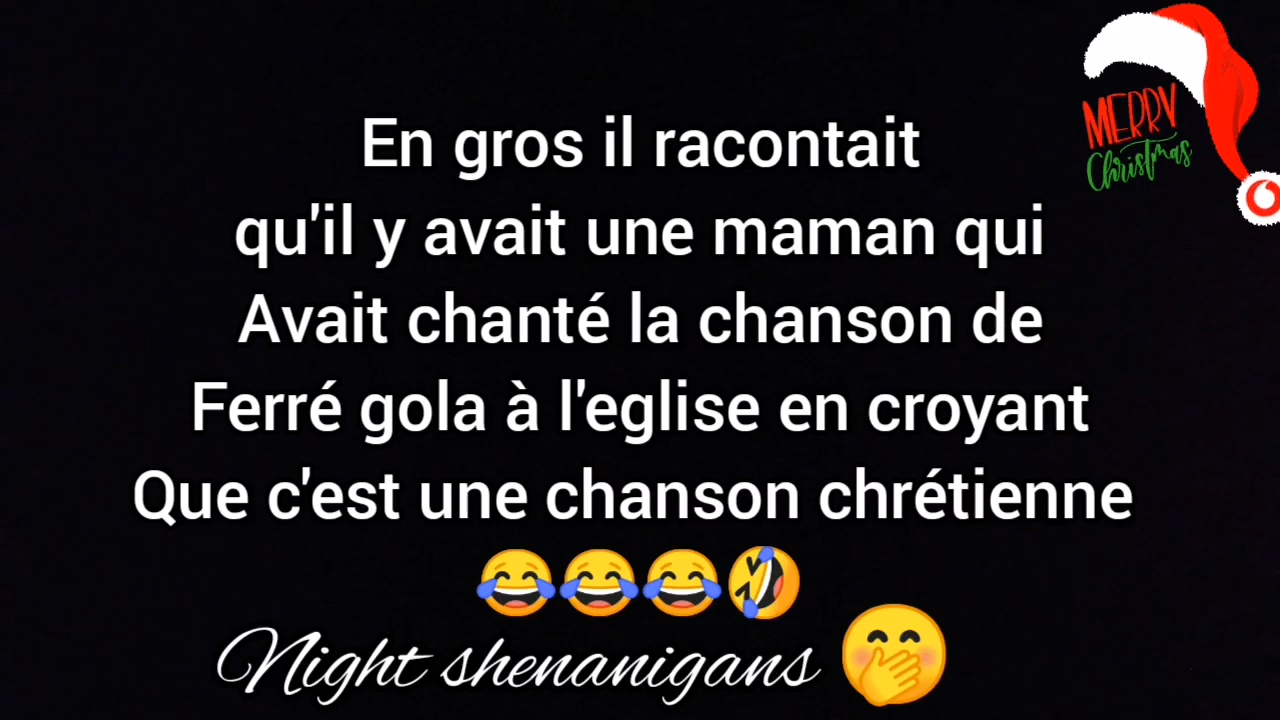 MERRY
Christmas
En gros il racontait
qu'il y avait une maman qui
Avait chanté la chanson de
Ferré gola à l'eglise en croyant
Que c'est une chanson chrétienne
😂😂😂🤣
Night shenanigans 🤭